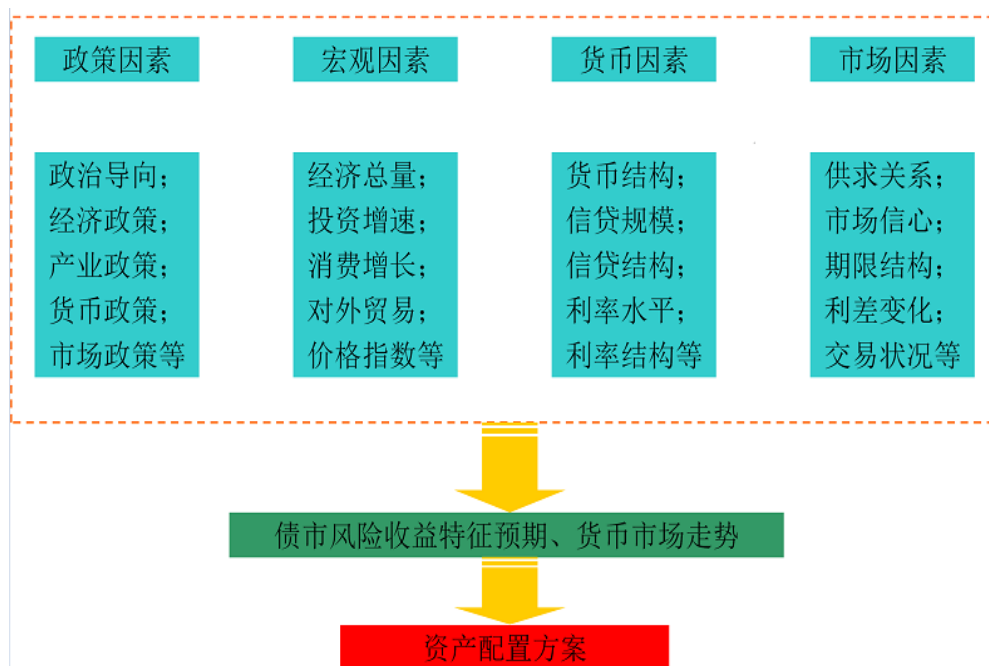 政策因素
宏观因素
货币因素
市场因素
政治导向；
经济政策；
产业政策；
货币政策；
市场政策等
经济总量；
投资增速；
消费增长；
对外贸易；
价格指数等
货币结构；
信贷规模；
信贷结构；
利率水平；
利率结构等
供求关系；
市场信心；
期限结构；
利差变化；
交易状况等
债市风险收益特征预期、货币市场走势
资产配置方案